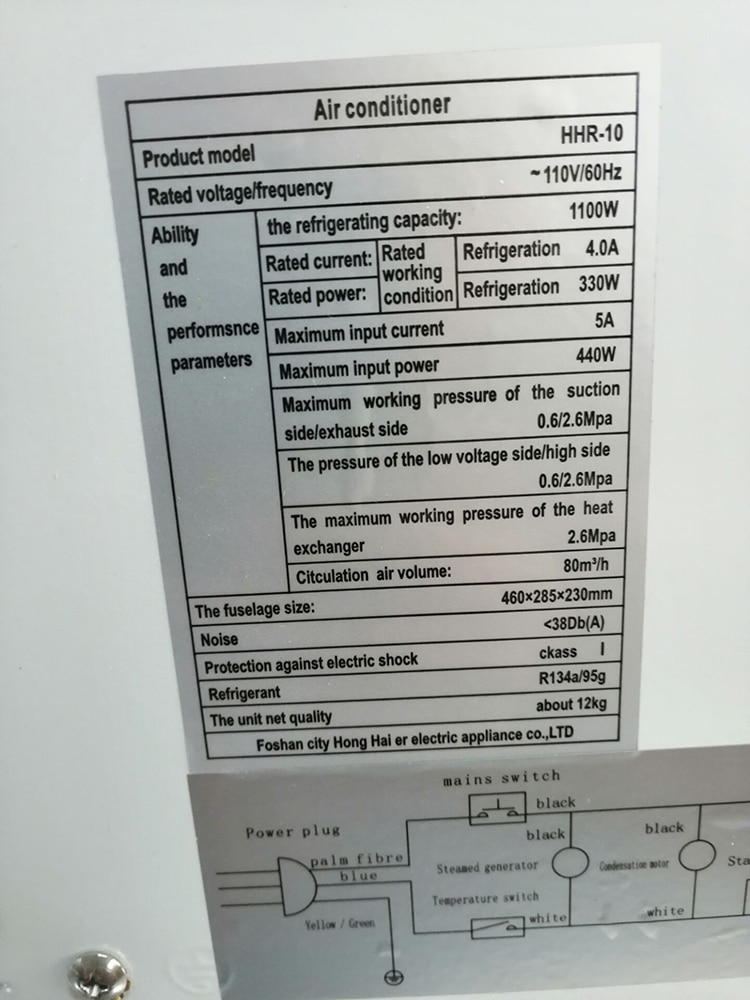 Air conditioner
Product model HHR-10
Rated voltage/frequency ~110V/60Hz
Ability
and
the
performsnce
parameters
the refrigerating capacity: 1100W
Rated current: Rated working condition Refrigeration 4.0A
Rated power: Refrigeration 330W
Maximum input current 5A
Maximum input power 440W
Maximum working pressure of the suction
side/exhaust side 0.6/2.6Mpa
The pressure of the low voltage side/high side
0.6/2.6Mpa
The maximum working pressure of the heat
exchanger 2.6Mpa
Citculation air volume: 80m³/h
The fuselage size: 460×285×230mm
Noise <38Db(A)
Protection against electric shock ckass I
Refrigerant R134a/95g
The unit net quality about 12kg
Foshan city Hong Hai er electric appliance co.,LTD
mains switch
black
Power plug
black
black
palm fibre
Steamed generator
Condensation motor
Sta
blue
Temperature switch
white
white
Yellow / Green